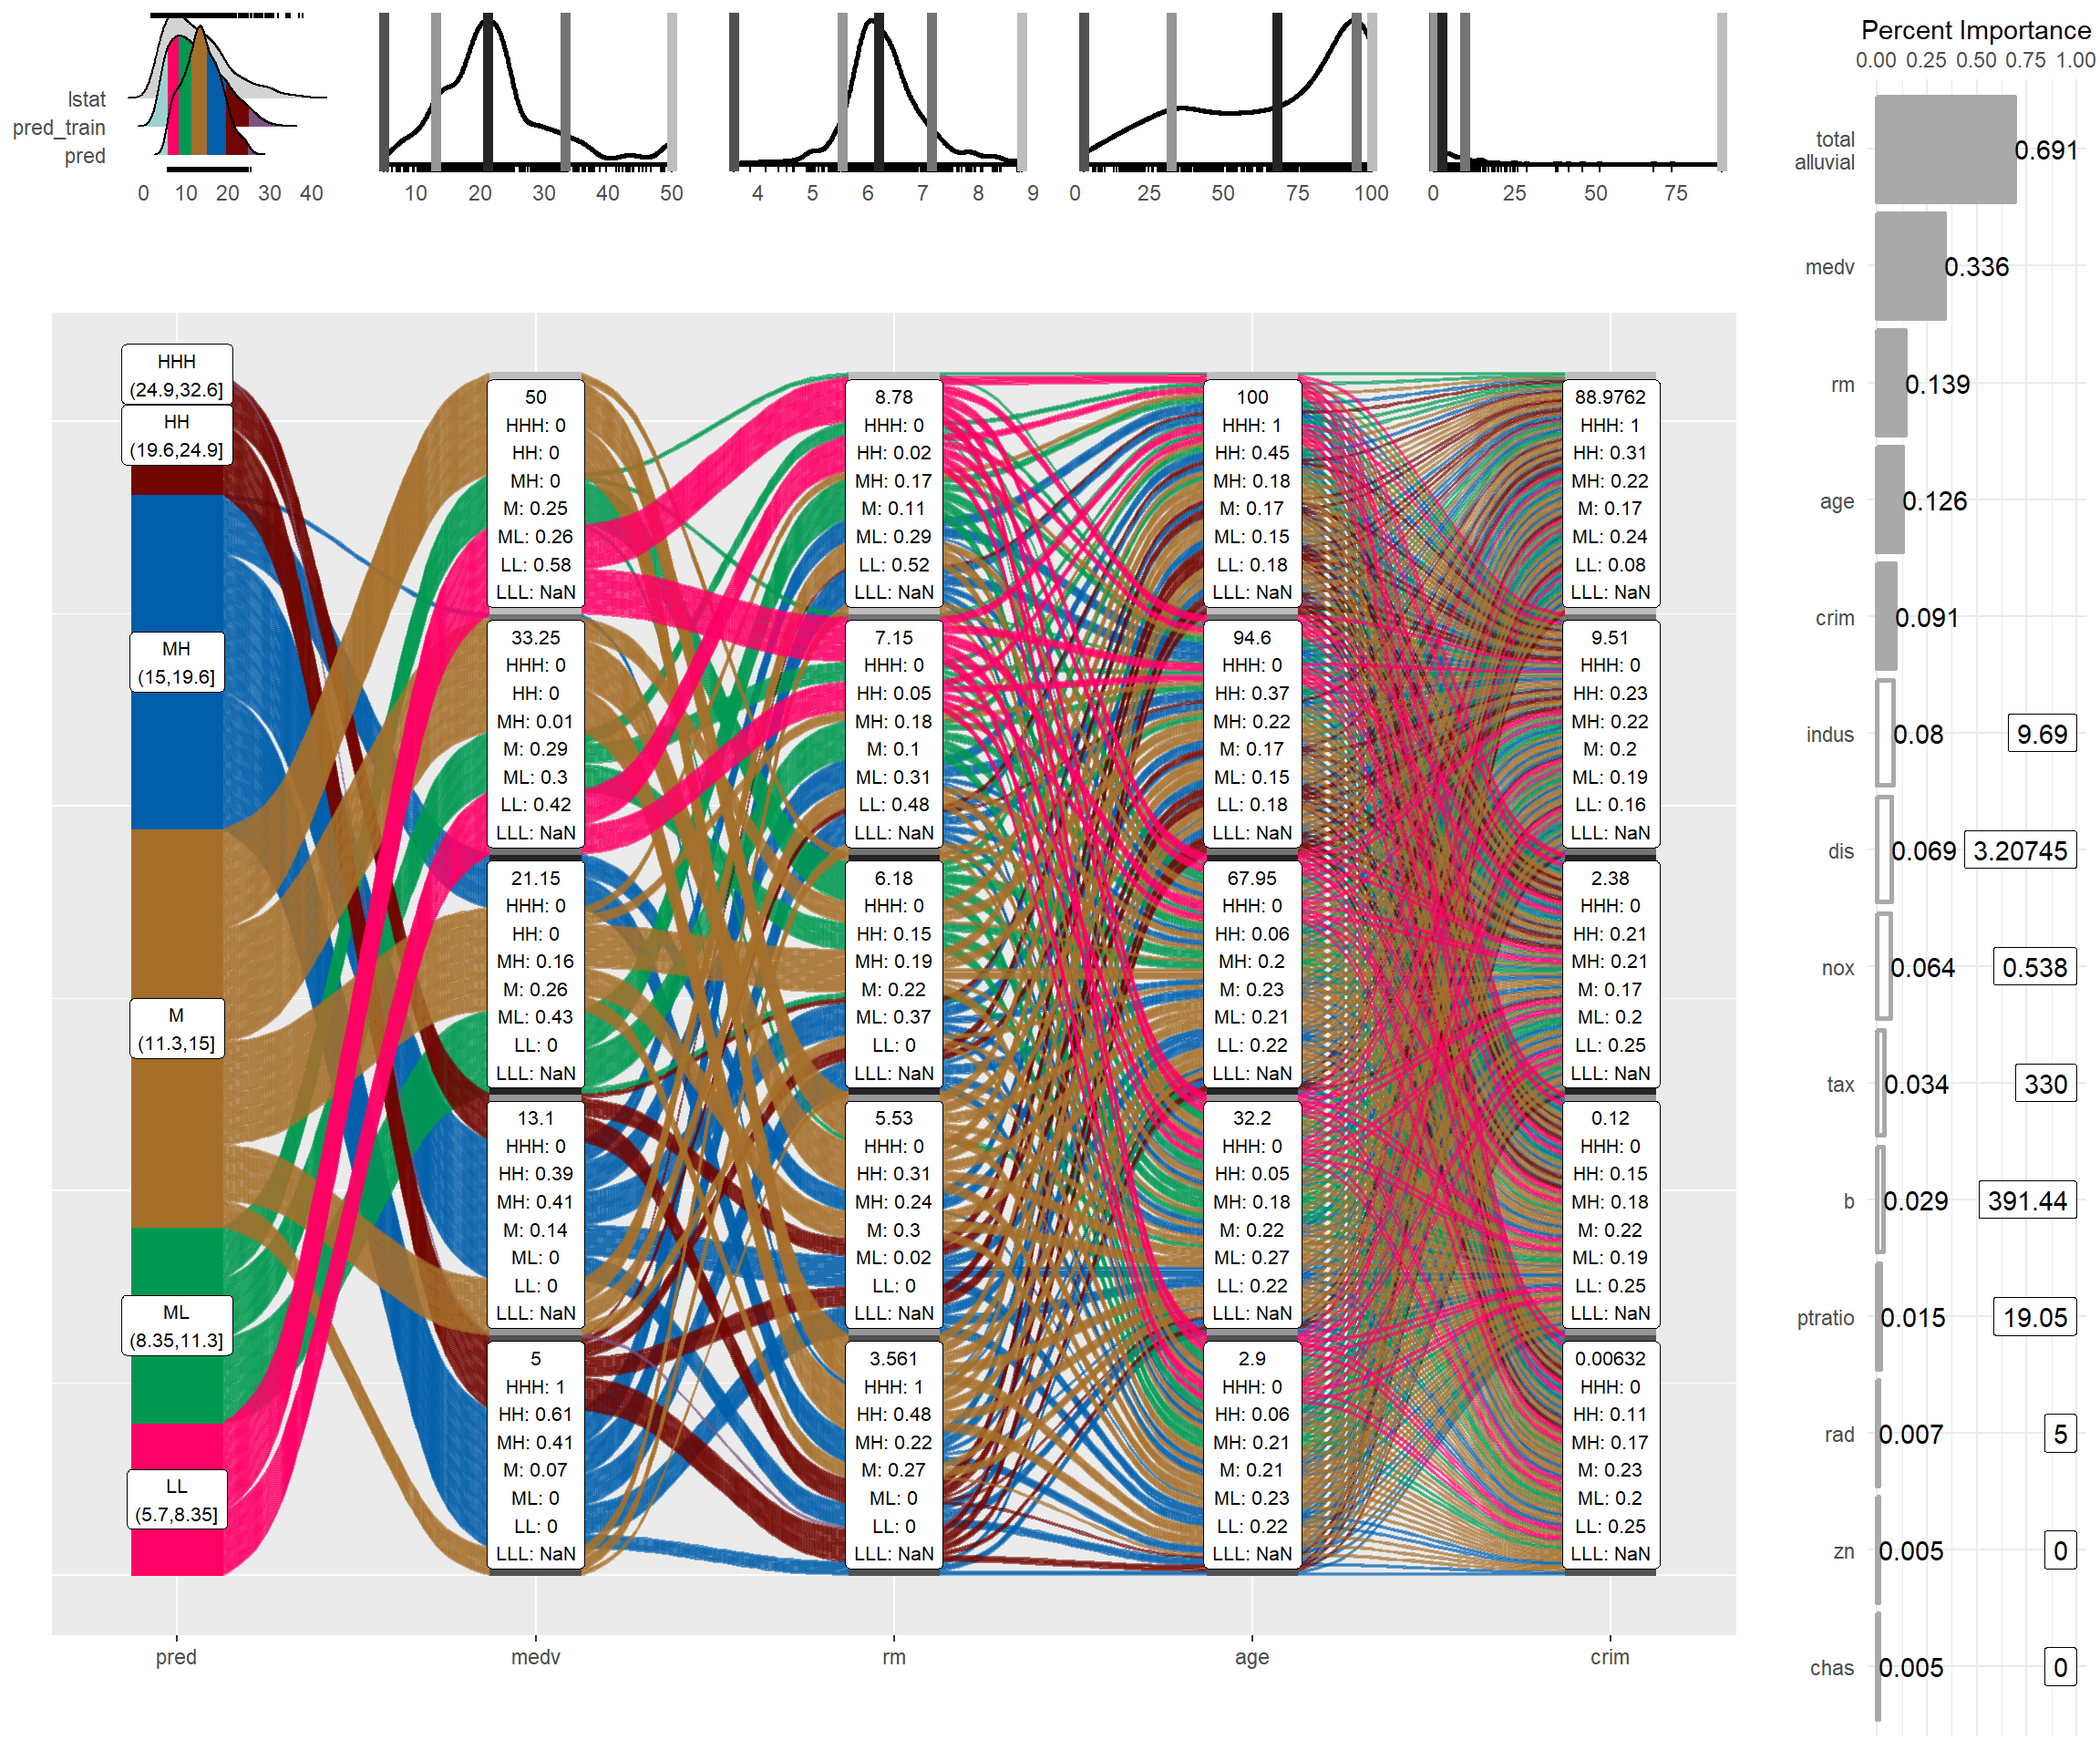 lstat
pred_train
pred
0 10 20 30 40
10 20 30 40 50
4 5 6 7 8 9
0 25 50 75 100
0 25 50 75
HHH
(24.9,32.6]
HH
(19.6,24.9]
MH
(15,19.6]
M
(11.3,15]
ML
(8.35,11.3]
LL
(5.7,8.35]
50
HHH: 0
HH: 0
MH: 0
M: 0.25
ML: 0.26
LL: 0.58
LLL: NaN
33.25
HHH: 0
HH: 0
MH: 0.01
M: 0.29
ML: 0.3
LL: 0.42
LLL: NaN
21.15
HHH: 0
HH: 0
MH: 0.16
M: 0.26
ML: 0.43
LL: 0
LLL: NaN
13.1
HHH: 0
HH: 0.39
MH: 0.41
M: 0.14
ML: 0
LL: 0
LLL: NaN
5
HHH: 1
HH: 0.61
MH: 0.41
M: 0.07
ML: 0
LL: 0
LLL: NaN
8.78
HHH: 0
HH: 0.02
MH: 0.17
M: 0.11
ML: 0.29
LL: 0.52
LLL: NaN
7.15
HHH: 0
HH: 0.05
MH: 0.18
M: 0.1
ML: 0.31
LL: 0.48
LLL: NaN
6.18
HHH: 0
HH: 0.15
MH: 0.19
M: 0.22
ML: 0.37
LL: 0
LLL: NaN
5.53
HHH: 0
HH: 0.31
MH: 0.24
M: 0.3
ML: 0.02
LL: 0
LLL: NaN
3.561
HHH: 1
HH: 0.48
MH: 0.22
M: 0.27
ML: 0
LL: 0
LLL: NaN
100
HHH: 1
HH: 0.45
MH: 0.18
M: 0.17
ML: 0.15
LL: 0.18
LLL: NaN
94.6
HHH: 0
HH: 0.37
MH: 0.22
M: 0.17
ML: 0.15
LL: 0.18
LLL: NaN
67.95
HHH: 0
HH: 0.06
MH: 0.2
M: 0.23
ML: 0.21
LL: 0.22
LLL: NaN
32.2
HHH: 0
HH: 0.05
MH: 0.18
M: 0.22
ML: 0.27
LL: 0.22
LLL: NaN
2.9
HHH: 0
HH: 0.06
MH: 0.21
M: 0.21
ML: 0.23
LL: 0.22
LLL: NaN
88.9762
HHH: 1
HH: 0.31
MH: 0.22
M: 0.17
ML: 0.24
LL: 0.08
LLL: NaN
9.51
HHH: 0
HH: 0.23
MH: 0.22
M: 0.2
ML: 0.19
LL: 0.16
LLL: NaN
2.38
HHH: 0
HH: 0.21
MH: 0.21
M: 0.17
ML: 0.2
LL: 0.25
LLL: NaN
0.12
HHH: 0
HH: 0.15
MH: 0.18
M: 0.22
ML: 0.19
LL: 0.25
LLL: NaN
0.00632
HHH: 0
HH: 0.11
MH: 0.17
M: 0.23
ML: 0.2
LL: 0.25
LLL: NaN
pred medv rm age crim
Percent Importance
0.00 0.25 0.50 0.75 1.00
total
alluvial 0.691
medv 0.336
rm 0.139
age 0.126
crim 0.091
indus 0.08 9.69
dis 0.069 3.20745
nox 0.064 0.538
tax 0.034 330
b 0.029 391.44
ptratio 0.015 19.05
rad 0.007 5
zn 0.005 0
chas 0.005 0